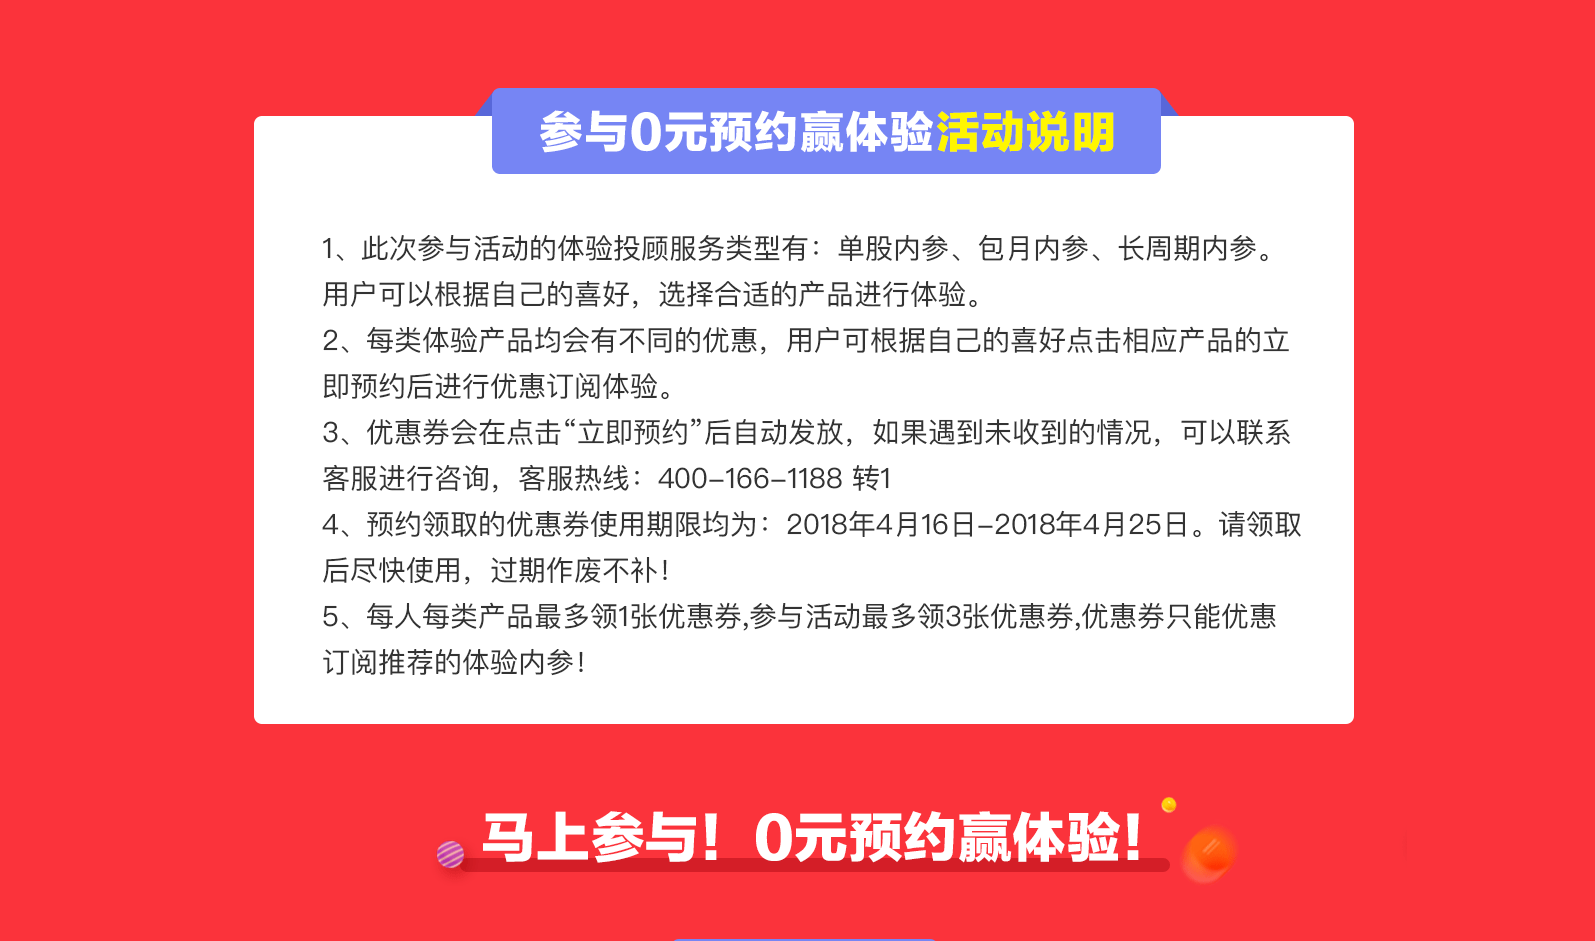 参与0元预约赢体验活动说明
1、此次参与活动的体验投顾服务类型有：单股内参、包月内参、长周期内参。
用户可以根据自己的喜好，选择合适的产品进行体验。
2、每类体验产品均会有不同的优惠，用户可根据自己的喜好点击相应产品的立
即预约后进行优惠订阅体验。
3、优惠券会在点击“立即预约”后自动发放，如果遇到未收到的情况，可以联系
客服进行咨询，客服热线：400-166-1188 转1
4、预约领取的优惠券使用期限均为：2018年4月16日-2018年4月25日。请领取
后尽快使用，过期作废不补！
5、每人每类产品最多领1张优惠券,参与活动最多领3张优惠券,优惠券只能优惠
订阅推荐的体验内参！
马上参与！0元预约赢体验！